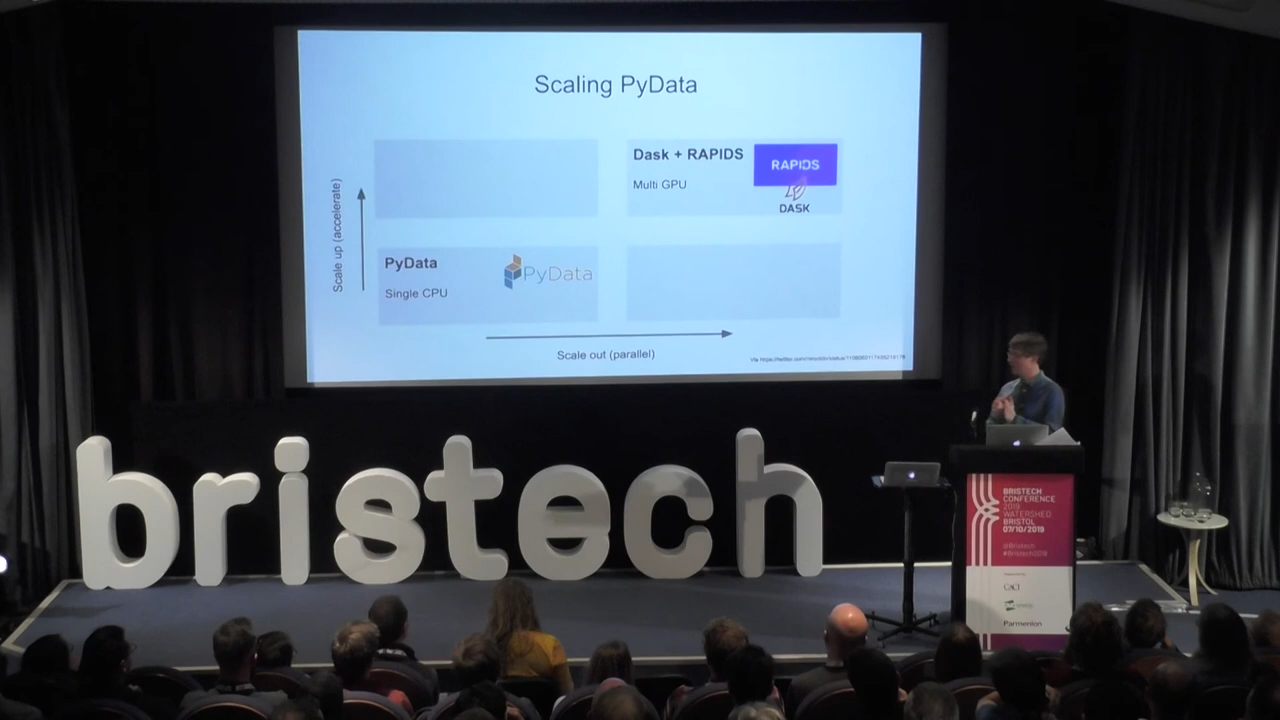 Scaling PyData
Dask + RAPIDS
RAPIDS
Multi GPU
DASK
Scale up (accelerate)
PyData
PyData
Single CPU
Scale out (parallel)
bristech
BRISTECH
CONFERENCE
2019
WATERSHED
BRISTOL
07/10/2019
@Bristech
#Bristech2019
CACI
Parmenion